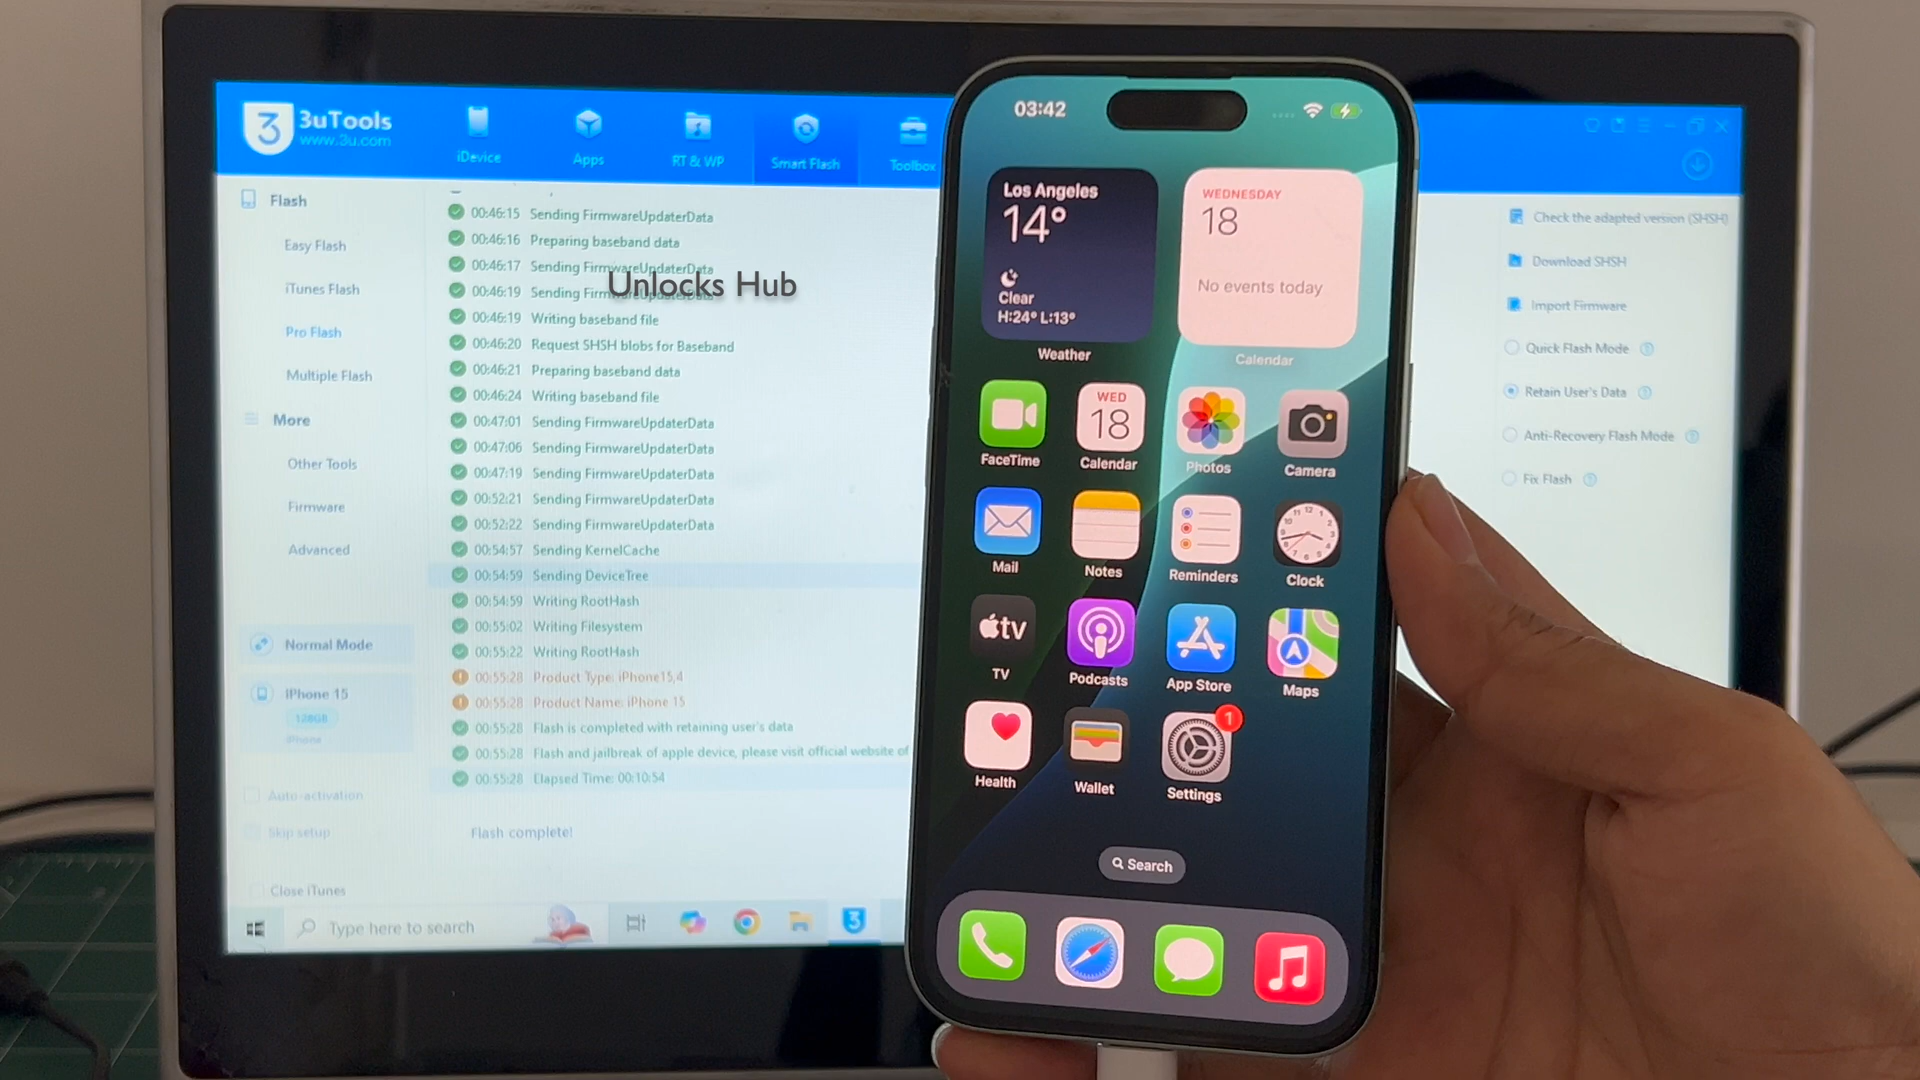 3uTools
www.3u.com
iDevice
Apps
RT & WP
Smart Flash
Toolbox
Flash
Easy Flash
iTunes Flash
Pro Flash
Multiple Flash
More
Other Tools
Firmware
Advanced
Normal Mode
iPhone 15
128GB
iPhone
Auto-activation
Skip setup
Close iTunes
00:46:15 Sending FirmwareUpdaterData
00:46:16 Preparing baseband data
00:46:17 Sending FirmwareUpdaterData
00:46:19 Sending FirmwareUpdaterData
Unlocks Hub
00:46:19 Writing baseband file
00:46:20 Request SHSH blobs for Baseband
00:46:21 Preparing baseband data
00:46:24 Writing baseband file
00:47:01 Sending FirmwareUpdaterData
00:47:06 Sending FirmwareUpdaterData
00:47:19 Sending FirmwareUpdaterData
00:52:21 Sending FirmwareUpdaterData
00:52:22 Sending FirmwareUpdaterData
00:54:57 Sending KernelCache
00:54:59 Sending DeviceTree
00:54:59 Writing RootHash
00:55:02 Writing Filesystem
00:55:22 Writing RootHash
00:55:28 Product Type: iPhone15,4
00:55:28 Product Name: iPhone 15
00:55:28 Flash is completed with retaining user's data
00:55:28 Flash and jailbreak of apple device, please visit official website of
00:55:28 Elapsed Time: 00:10:54
Flash complete!
Type here to search
03:42
Los Angeles
14°
Clear
H:24° L:13°
Weather
WEDNESDAY
18
No events today
Calendar
FaceTime
WED
18
Calendar
Photos
Camera
Mail
Notes
Reminders
Clock
tv
TV
Podcasts
App Store
Maps
Health
Wallet
1
Settings
Search
Check the adapted version (SHSH)
Download SHSH
Import Firmware
Quick Flash Mode
Retain User's Data
Anti-Recovery Flash Mode
Fix Flash